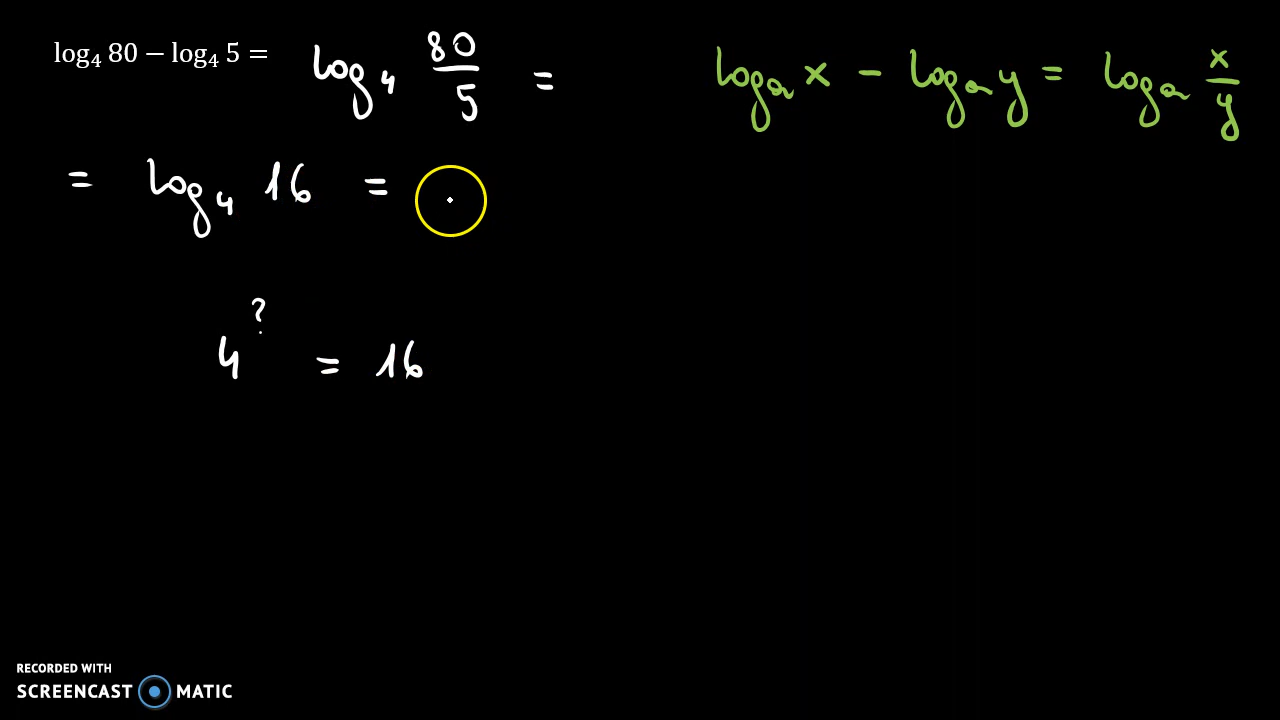 log₄ 80 − log₄ 5 = log₄ 80/5 =
logₐ x − logₐ y = logₐ x/y
= log₄ 16 =
4^? = 16
RECORDED WITH
SCREENCAST MATIC